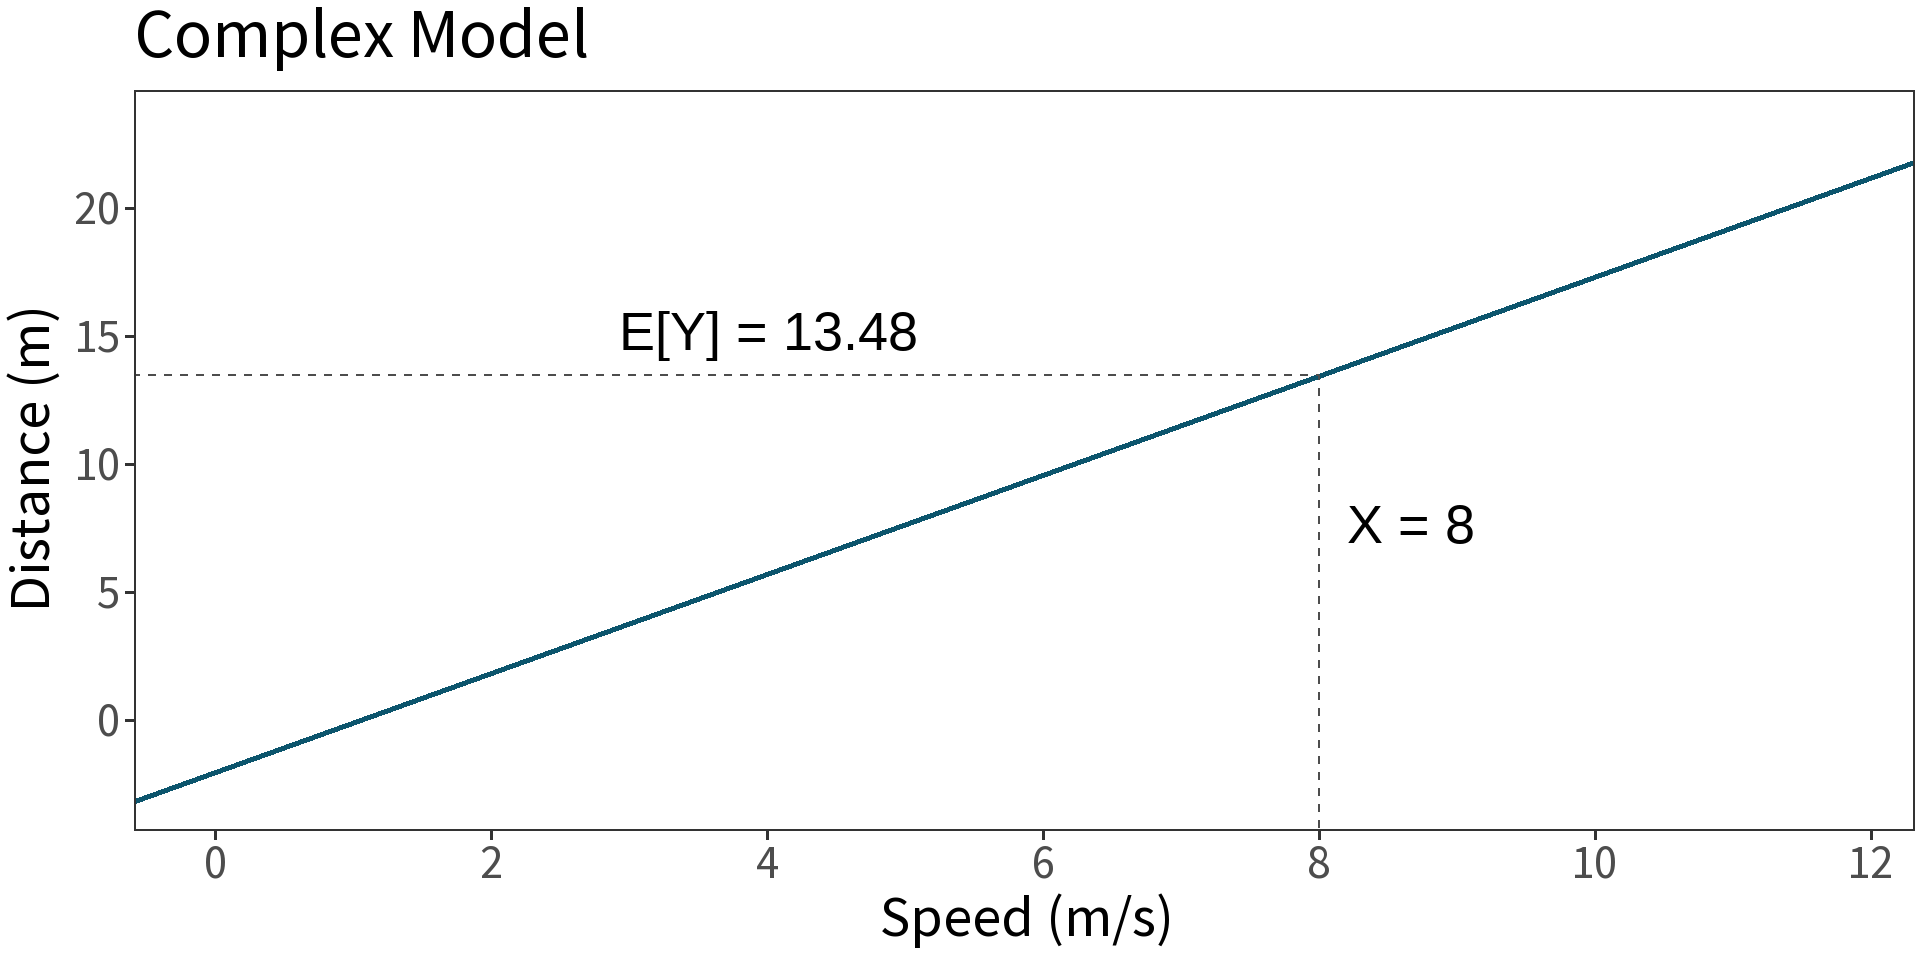 Complex Model
20
15
10
5
0
Distance (m)
E[Y] = 13.48
X = 8
0 2 4 6 8 10 12
Speed (m/s)